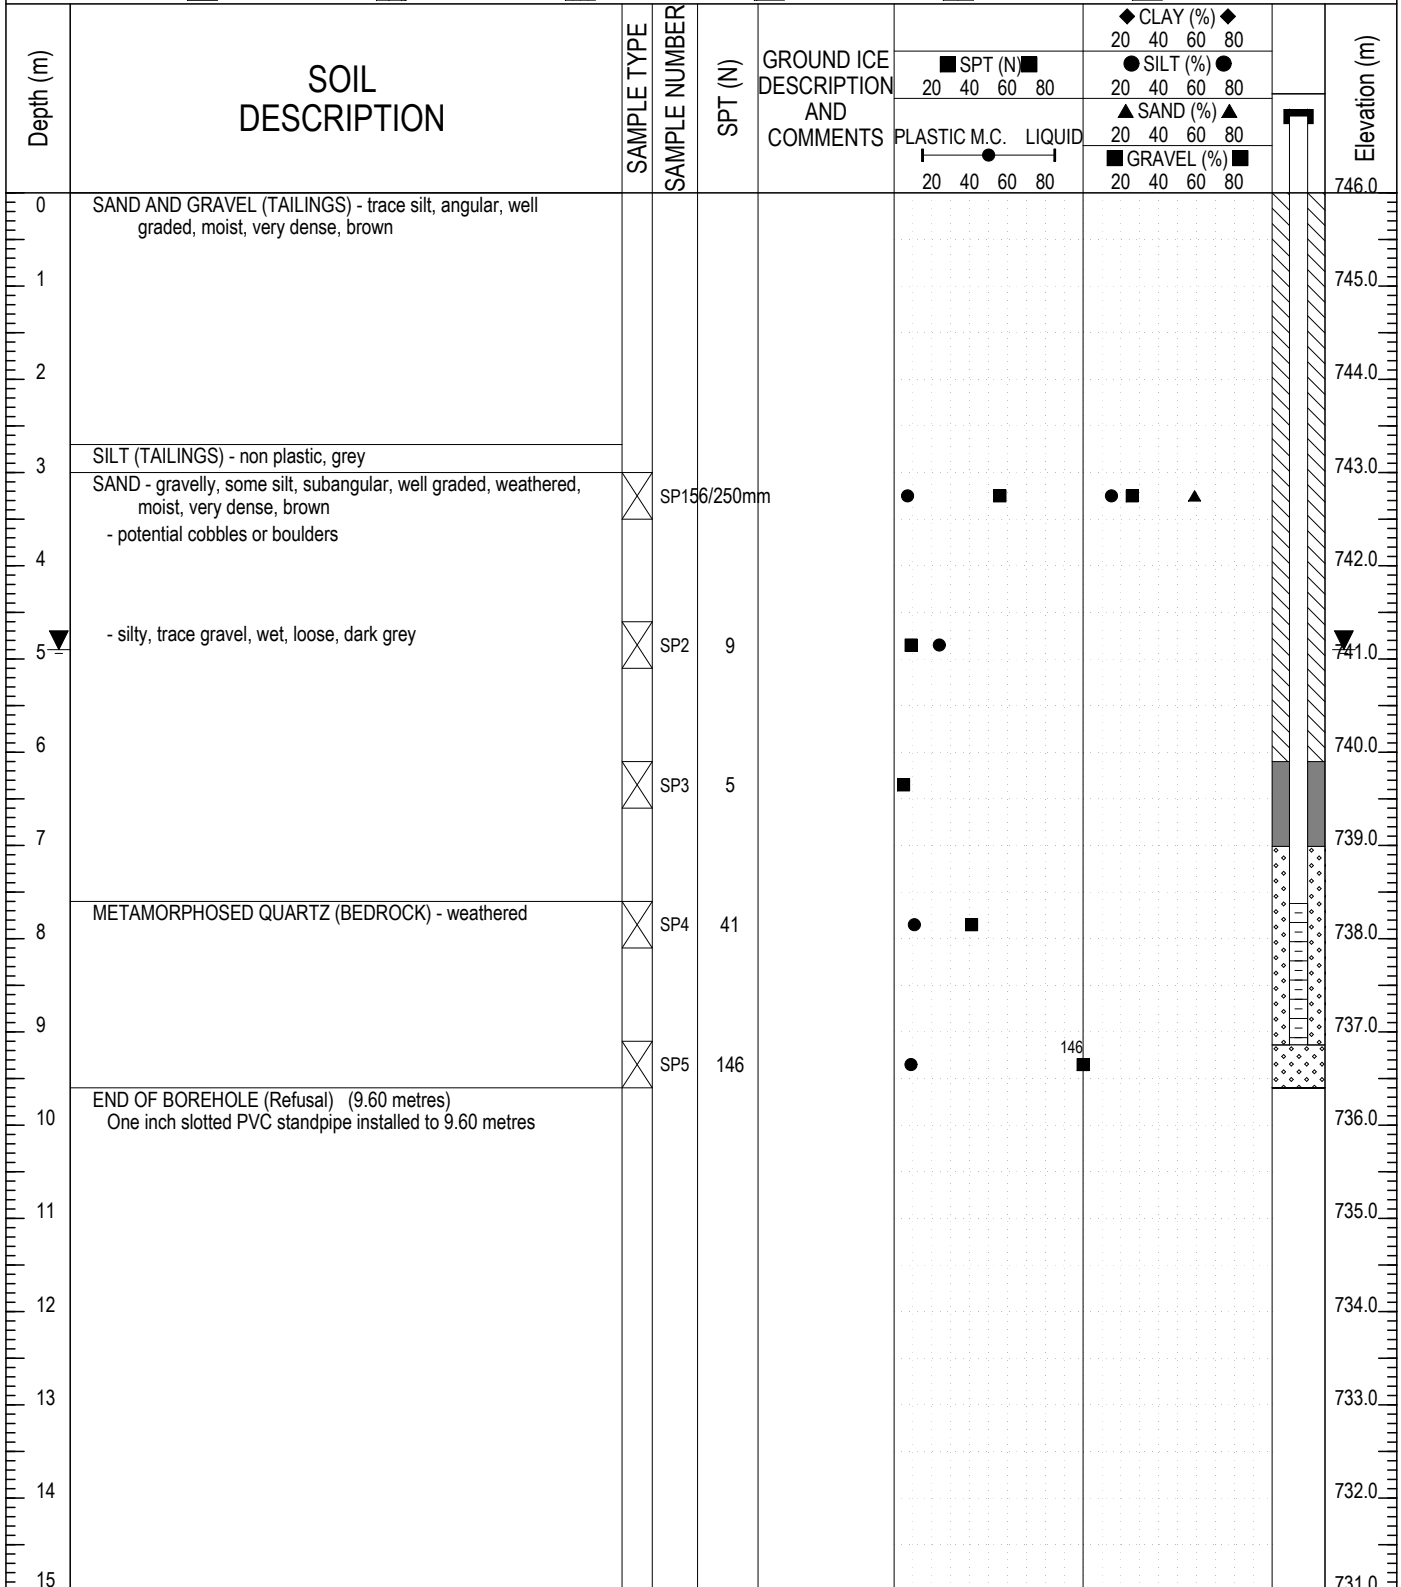 Depth (m)
SOIL
DESCRIPTION
SAMPLE TYPE
SAMPLE NUMBER
SPT (N)
GROUND ICE
DESCRIPTION
AND
COMMENTS
■ SPT (N) ■
20 40 60 80
PLASTIC M.C. LIQUID
20 40 60 80
◆ CLAY (%) ◆
20 40 60 80
● SILT (%) ●
20 40 60 80
▲ SAND (%) ▲
20 40 60 80
■ GRAVEL (%) ■
20 40 60 80
Elevation (m)
746.0
0 SAND AND GRAVEL (TAILINGS) - trace silt, angular, well
graded, moist, very dense, brown
1 745.0
2 744.0
SILT (TAILINGS) - non plastic, grey
3 743.0
SAND - gravelly, some silt, subangular, well graded, weathered,
moist, very dense, brown
SP1 56/250mm
- potential cobbles or boulders
4 742.0
- silty, trace gravel, wet, loose, dark grey
SP2 9
5 741.0
6 740.0
SP3 5
7 739.0
METAMORPHOSED QUARTZ (BEDROCK) - weathered
SP4 41
8 738.0
9 737.0
146
SP5 146
END OF BOREHOLE (Refusal) (9.60 metres)
One inch slotted PVC standpipe installed to 9.60 metres
10 736.0
11 735.0
12 734.0
13 733.0
14 732.0
15 731.0